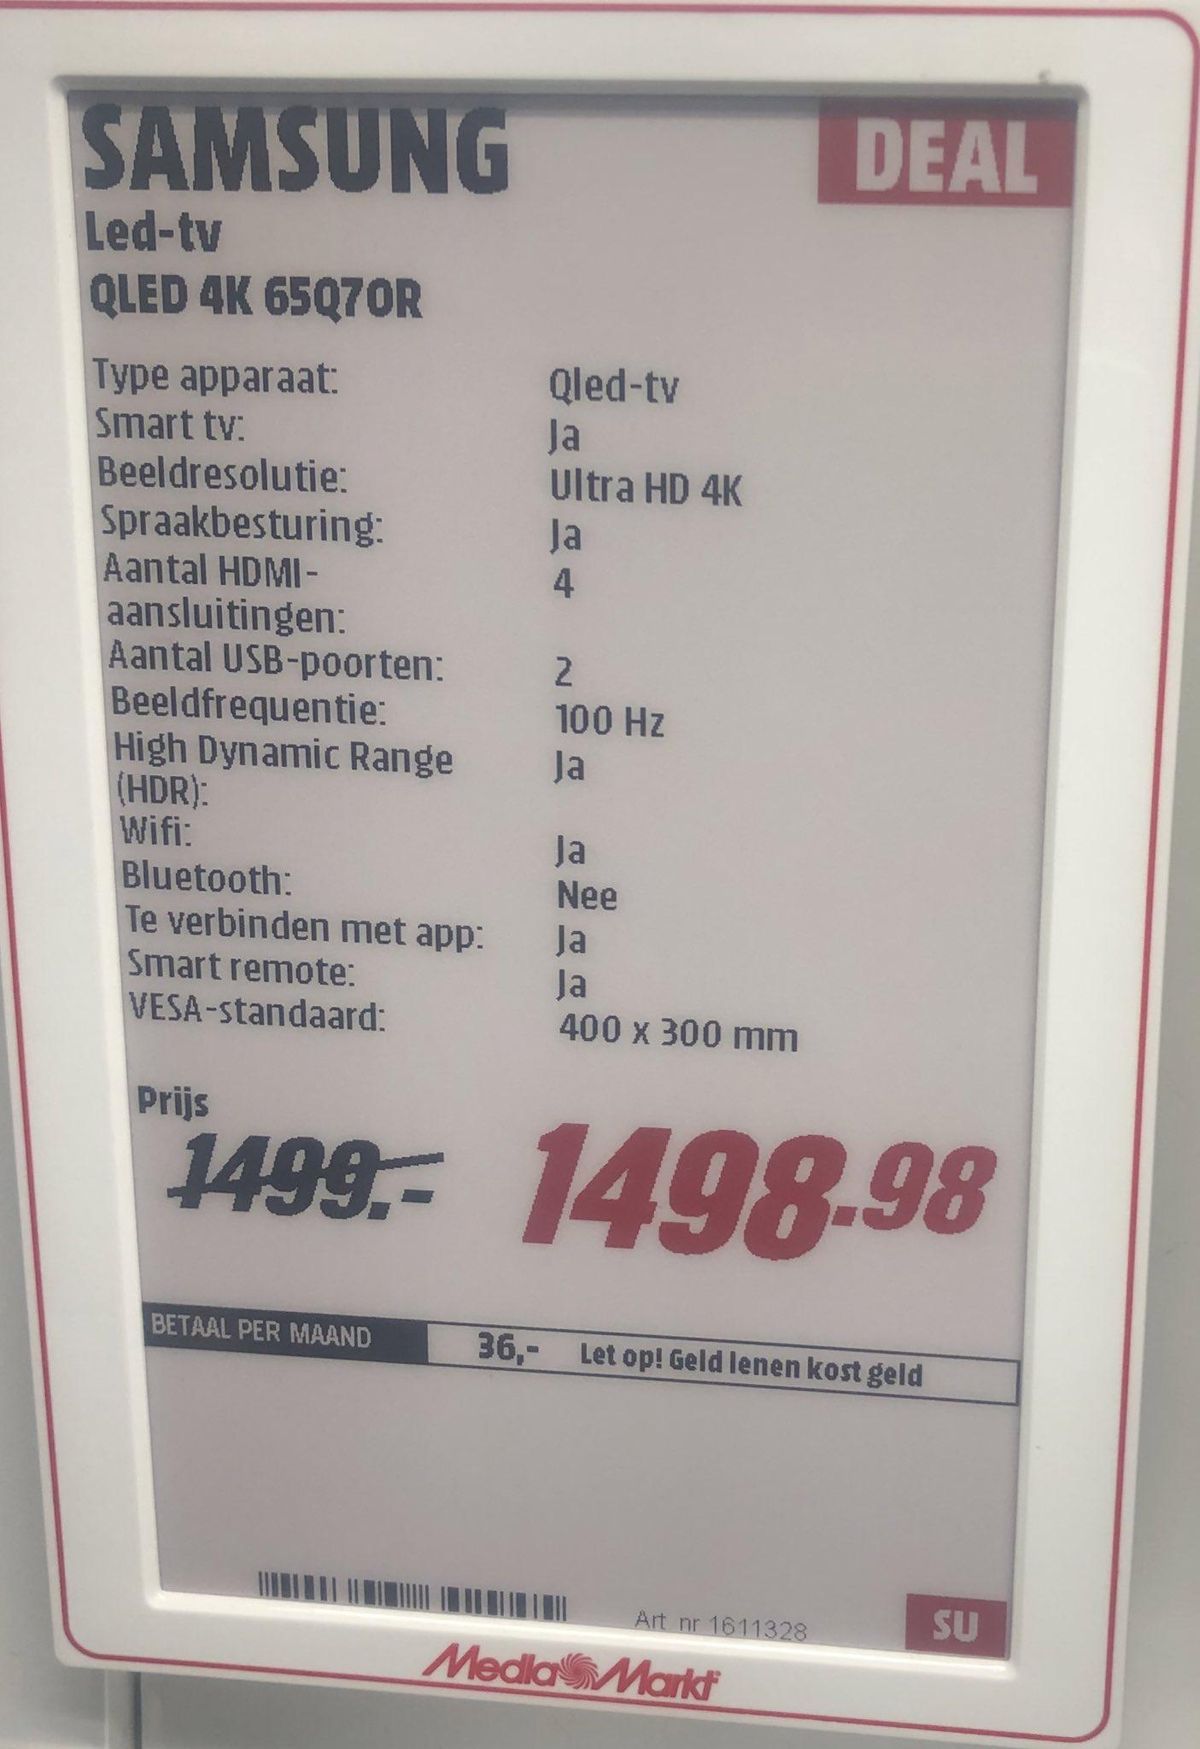 SAMSUNG
DEAL
Led-tv
QLED 4K 65Q70R
Type apparaat: Qled-tv
Smart tv: Ja
Beeldresolutie: Ultra HD 4K
Spraakbesturing: Ja
Aantal HDMI- 4
aansluitingen:
Aantal USB-poorten: 2
Beeldfrequentie: 100 Hz
High Dynamic Range Ja
(HDR):
Wifi: Ja
Bluetooth: Nee
Te verbinden met app: Ja
Smart remote: Ja
VESA-standaard: 400 x 300 mm
Prijs
1499.- 1498.98
BETAAL PER MAAND 36,- Let op! Geld lenen kost geld
Art nr 1611328
SU
MediaMarkt